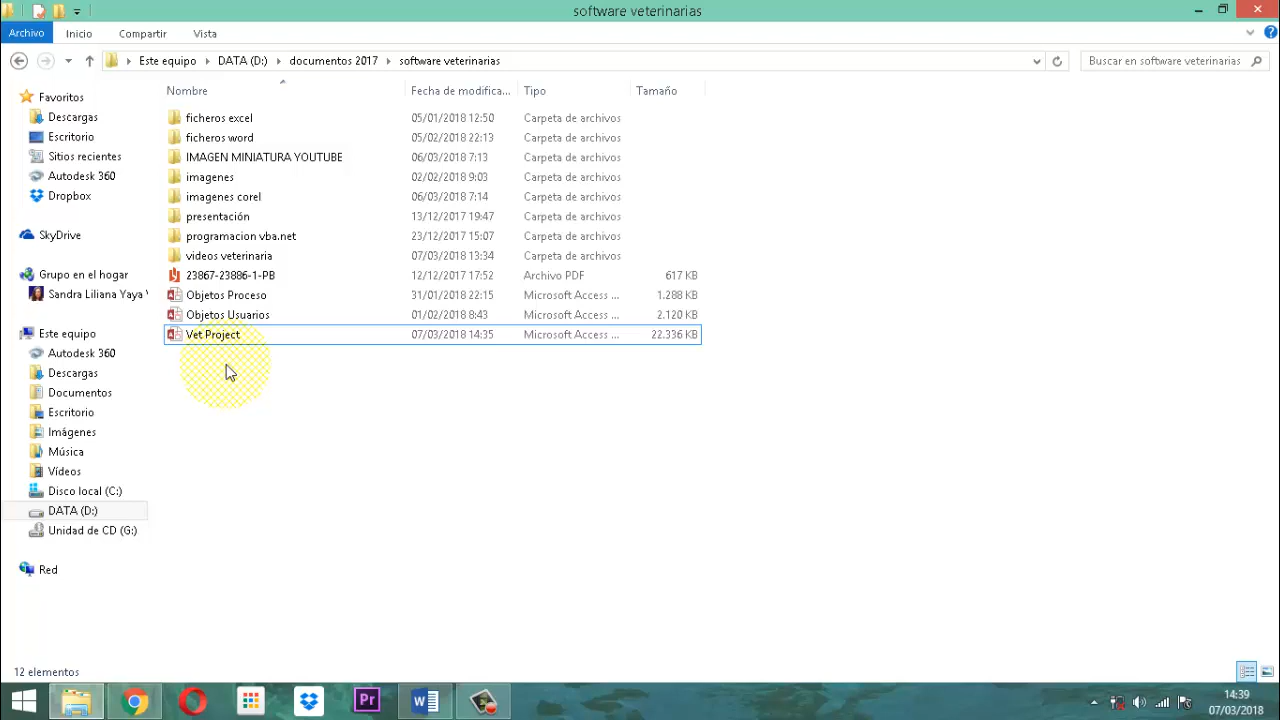 software veterinarias
Archivo Inicio Compartir Vista
Este equipo DATA (D:) documentos 2017 software veterinarias Buscar en software veterinarias
Nombre Fecha de modifica... Tipo Tamaño
ficheros excel 05/01/2018 12:50 Carpeta de archivos
ficheros word 05/02/2018 22:13 Carpeta de archivos
IMAGEN MINIATURA YOUTUBE 06/03/2018 7:13 Carpeta de archivos
imagenes 02/02/2018 9:03 Carpeta de archivos
imagenes corel 06/03/2018 7:14 Carpeta de archivos
presentación 13/12/2017 19:47 Carpeta de archivos
programacion vba.net 23/12/2017 15:07 Carpeta de archivos
videos veterinaria 07/03/2018 13:34 Carpeta de archivos
23867-23886-1-PB 12/12/2017 17:52 Archivo PDF 617 KB
Objetos Proceso 31/01/2018 22:15 Microsoft Access ... 1.288 KB
Objetos Usuarios 01/02/2018 8:43 Microsoft Access ... 2.120 KB
Vet Project 07/03/2018 14:35 Microsoft Access ... 22.336 KB
Favoritos
Descargas
Escritorio
Sitios recientes
Autodesk 360
Dropbox
SkyDrive
Grupo en el hogar
Sandra Liliana Yaya
Este equipo
Autodesk 360
Descargas
Documentos
Escritorio
Imágenes
Música
Vídeos
Disco local (C:)
DATA (D:)
Unidad de CD (G:)
Red
12 elementos
Pr
14:39
07/03/2018